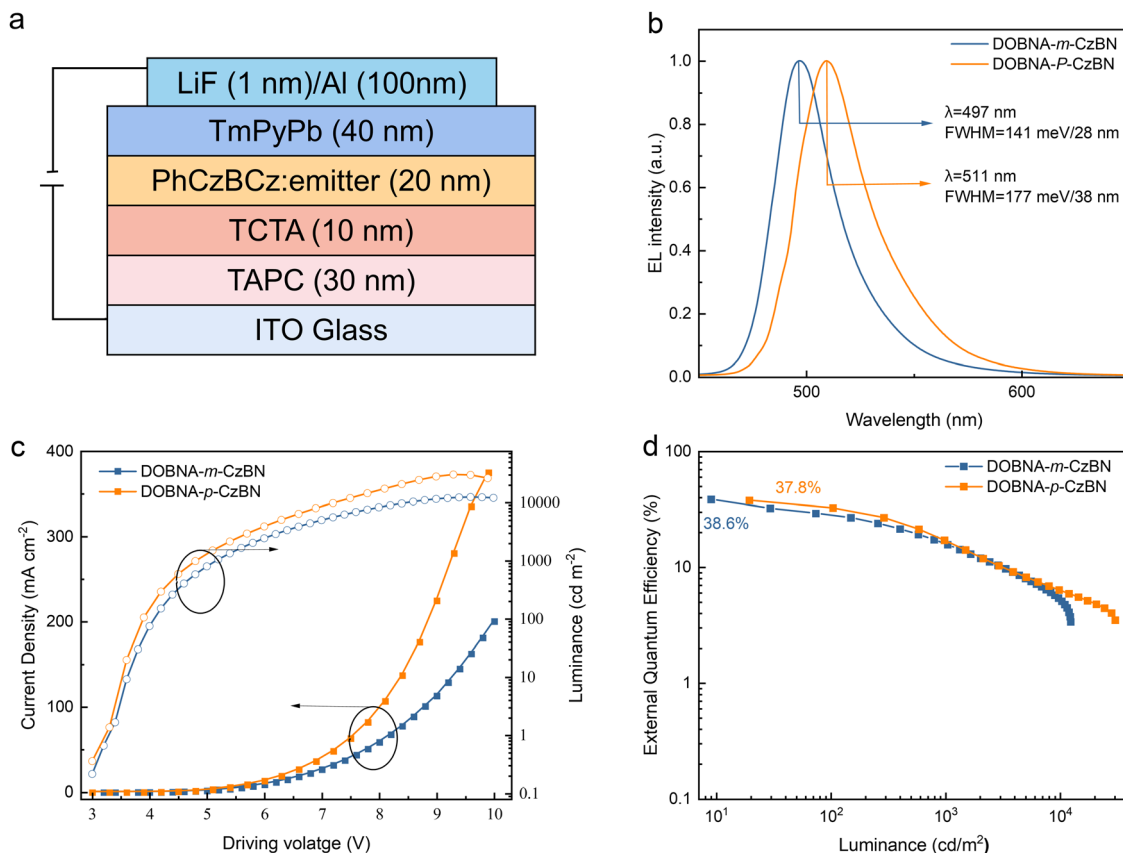 a
LiF (1 nm)/Al (100nm)
TmPyPb (40 nm)
PhCzBCz:emitter (20 nm)
TCTA (10 nm)
TAPC (30 nm)
ITO Glass
b
DOBNA-m-CzBN
DOBNA-P-CzBN
λ=497 nm
FWHM=141 meV/28 nm
λ=511 nm
FWHM=177 meV/38 nm
EL intensity (a.u.)
1.0
0.8
0.6
0.4
0.2
0.0
500
600
Wavelength (nm)
c
DOBNA-m-CzBN
DOBNA-p-CzBN
Current Density (mA cm-2)
400
350
300
250
200
150
100
50
0
10000
1000
100
10
1
0.1
Luminance (cd m-2)
3
4
5
6
7
8
9
10
Driving volatge (V)
d
DOBNA-m-CzBN
DOBNA-p-CzBN
37.8%
38.6%
External Quantum Efficiency (%)
100
10
1
0.1
10¹
10²
10³
10⁴
Luminance (cd/m²)